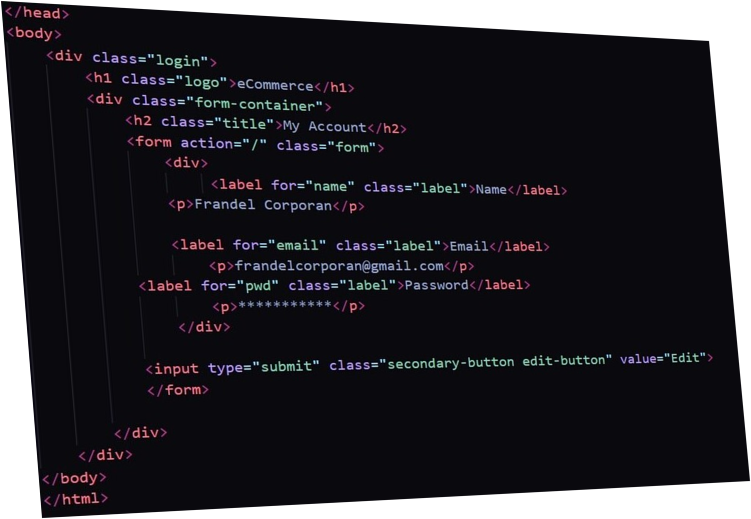 </head>
<body>
<div class="login">
<h1 class="logo">eCommerce</h1>
<div class="form-container">
<h2 class="title">My Account</h2>
<form action="/" class="form">
<div>
<label for="name" class="label">Name</label>
<p>Frandel Corporan</p>
<label for="email" class="label">Email</label>
<p>frandelcorporan@gmail.com</p>
<label for="pwd" class="label">Password</label>
<p>***********</p>
</div>
<input type="submit" class="secondary-button edit-button" value="Edit">
</form>
</div>
</div>
</body>
</html>